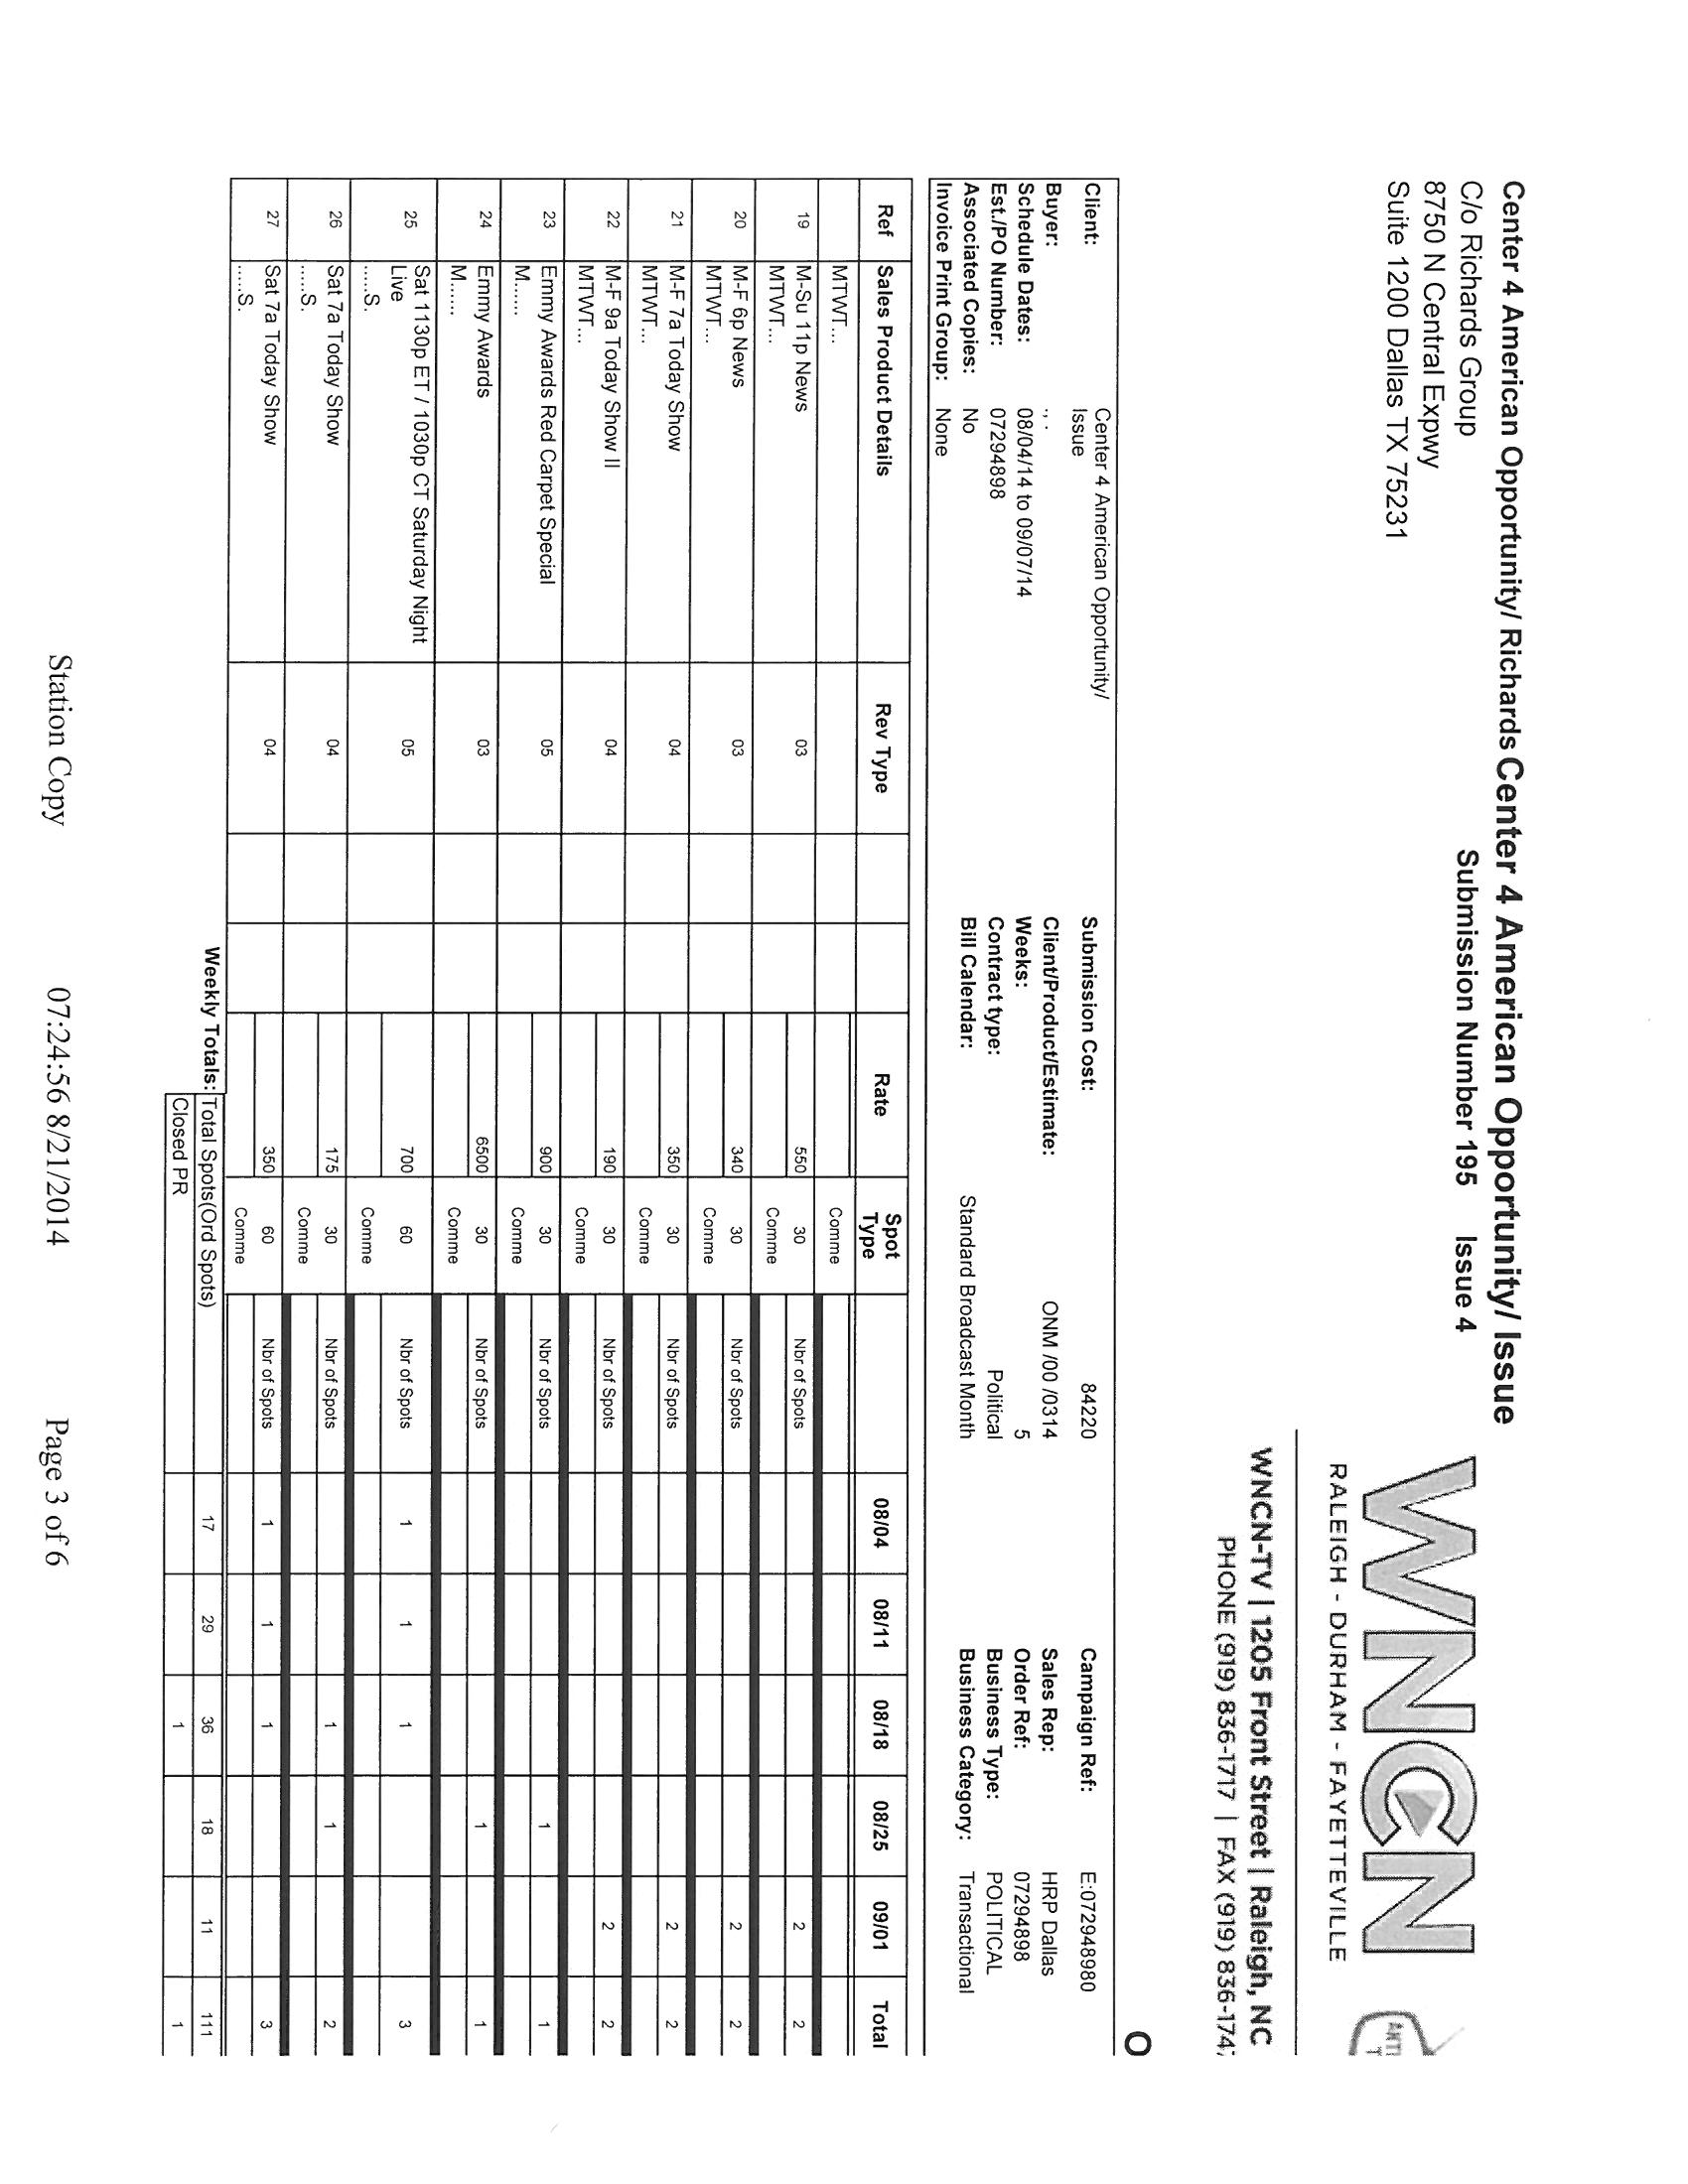 Center 4 American Opportunity/ Richards Center 4 American Opportunity/ Issue
C/o Richards Group
8750 N Central Expwy
Suite 1200 Dallas TX 75231
Submission Number 195 Issue 4
WNCN
RALEIGH - DURHAM - FAYETTEVILLE
WNCN-TV | 1205 Front Street | Raleigh, NC
PHONE (919) 836-1717 | FAX (919) 836-174
O
Client: Center 4 American Opportunity/ Submission Cost: 84220 Campaign Ref: E:072948980
Issue
Buyer: ., . Client/Product/Estimate: ONM /00 /0314 Sales Rep: HRP Dallas
Schedule Dates: 08/04/14 to 09/07/14 Weeks: 5 Order Ref: 07294898
Est./PO Number: 07294898 Contract type: Political Business Type: POLITICAL
Associated Copies: No Bill Calendar: Standard Broadcast Month Business Category: Transactional
Invoice Print Group: None
Ref Sales Product Details Rev Type Rate Spot Type 08/04 08/11 08/18 08/25 09/01 Total
MTWT... Comme
19 M-Su 11p News 03 550 30 Nbr of Spots 2 2
MTWT... Comme
20 M-F 6p News 03 340 30 Nbr of Spots 2 2
MTWT... Comme
21 M-F 7a Today Show 04 350 30 Nbr of Spots 2 2
MTWT... Comme
22 M-F 9a Today Show II 04 190 30 Nbr of Spots 2 2
MTWT... Comme
23 Emmy Awards Red Carpet Special 05 900 30 Nbr of Spots 1 1
M...... Comme
24 Emmy Awards 03 6500 30 Nbr of Spots 1 1
M...... Comme
25 Sat 1130p ET / 1030p CT Saturday Night 05 700 60 Nbr of Spots 1 1 1 3
Live
.....S. Comme
26 Sat 7a Today Show 04 175 30 Nbr of Spots 1 1 2
.....S. Comme
27 Sat 7a Today Show 04 350 60 Nbr of Spots 1 1 1 3
.....S. Comme
Weekly Totals: Total Spots(Ord Spots) 17 29 36 18 11 111
Closed PR 1 1
Station Copy 07:24:56 8/21/2014 Page 3 of 6